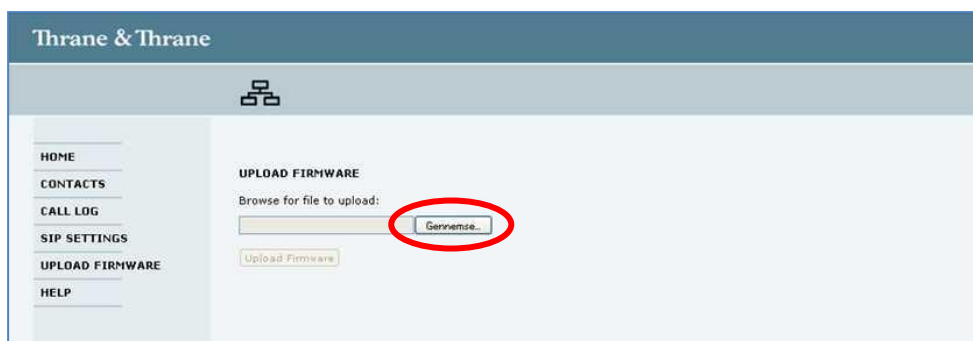 Thrane & Thrane
HOME
CONTACTS
CALL LOG
SIP SETTINGS
UPLOAD FIRMWARE
HELP
UPLOAD FIRMWARE
Browse for file to upload:
Gennemse...
Upload Firmware